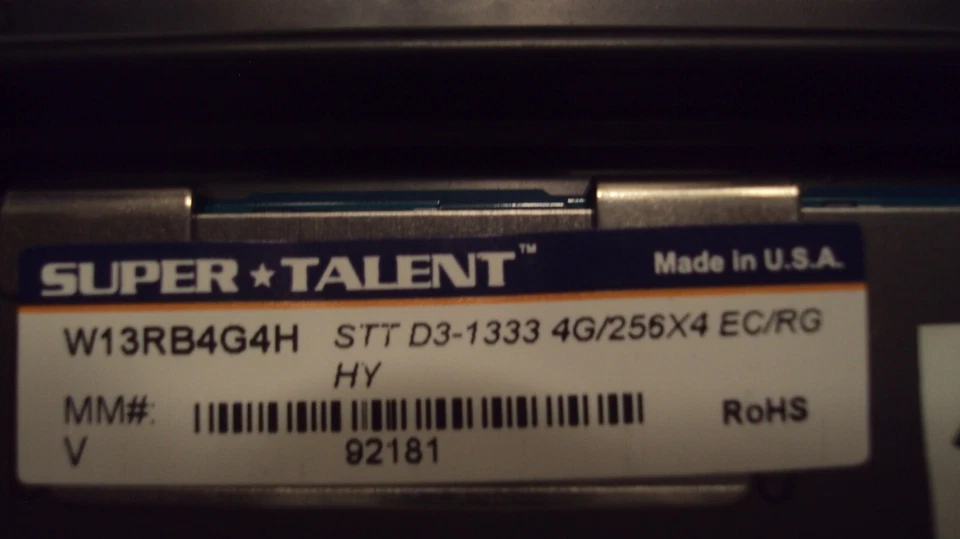 SUPER★TALENT™ Made in U.S.A.
W13RB4G4H STT D3-1333 4G/256X4 EC/RG
HY
MM#: RoHS
V 92181